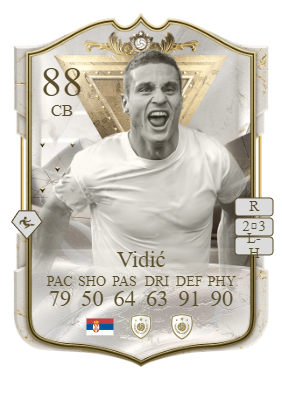 88
CB
R
2□3
L-
H
Vidić
PAC SHO PAS DRI DEF PHY
79 50 64 63 91 90